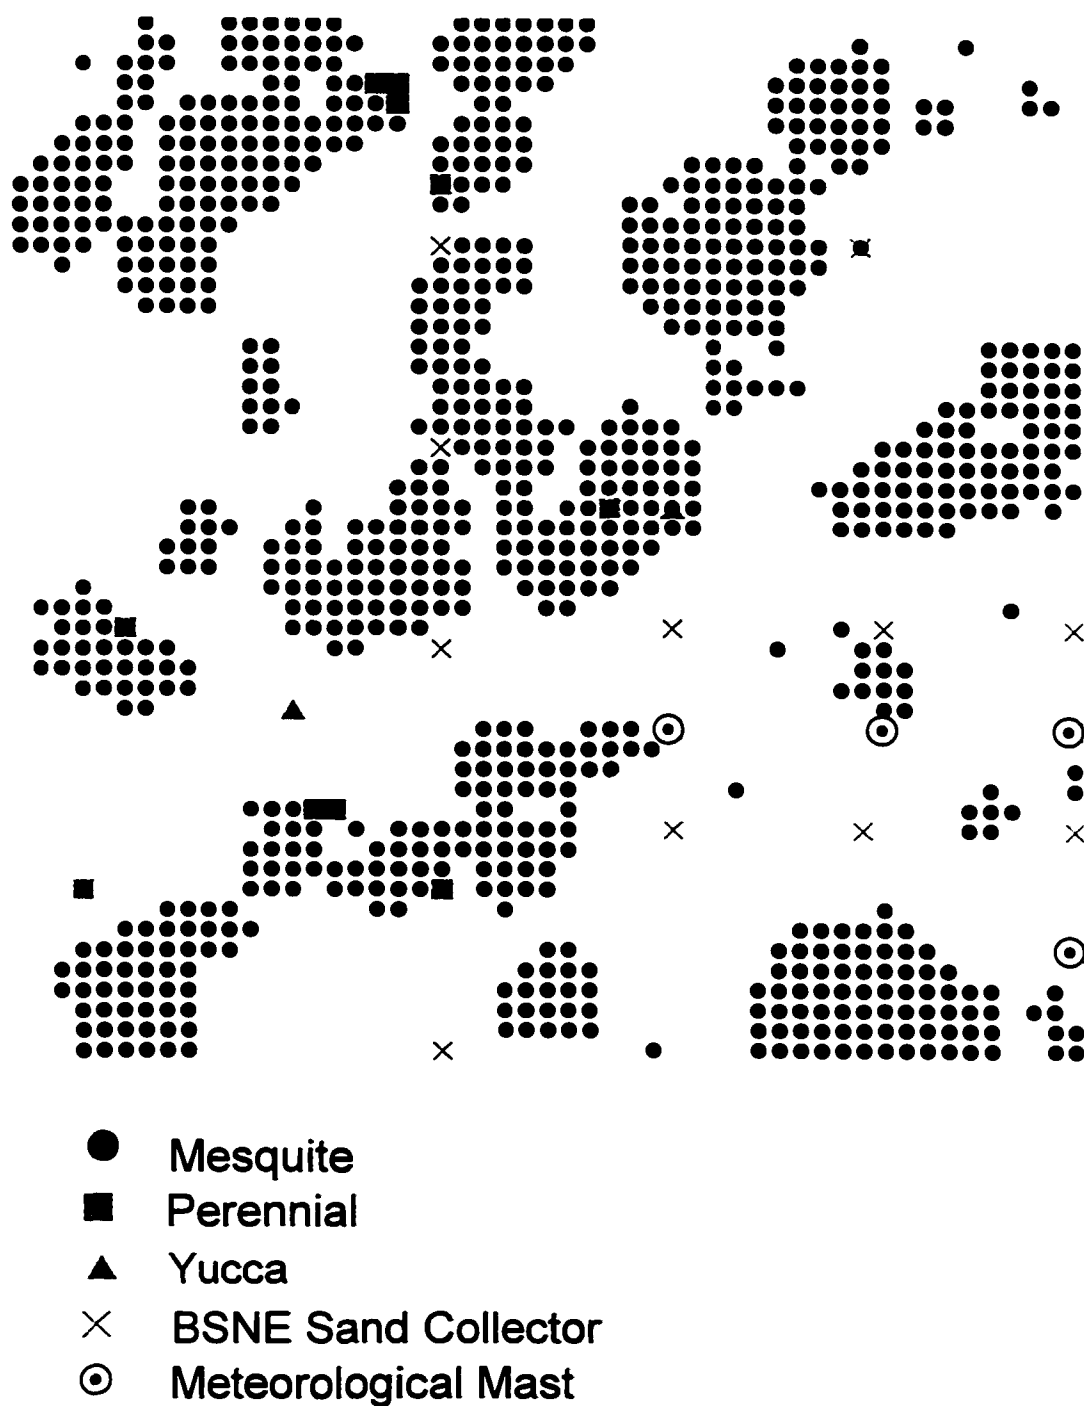 Mesquite
Perennial
Yucca
BSNE Sand Collector
Meteorological Mast